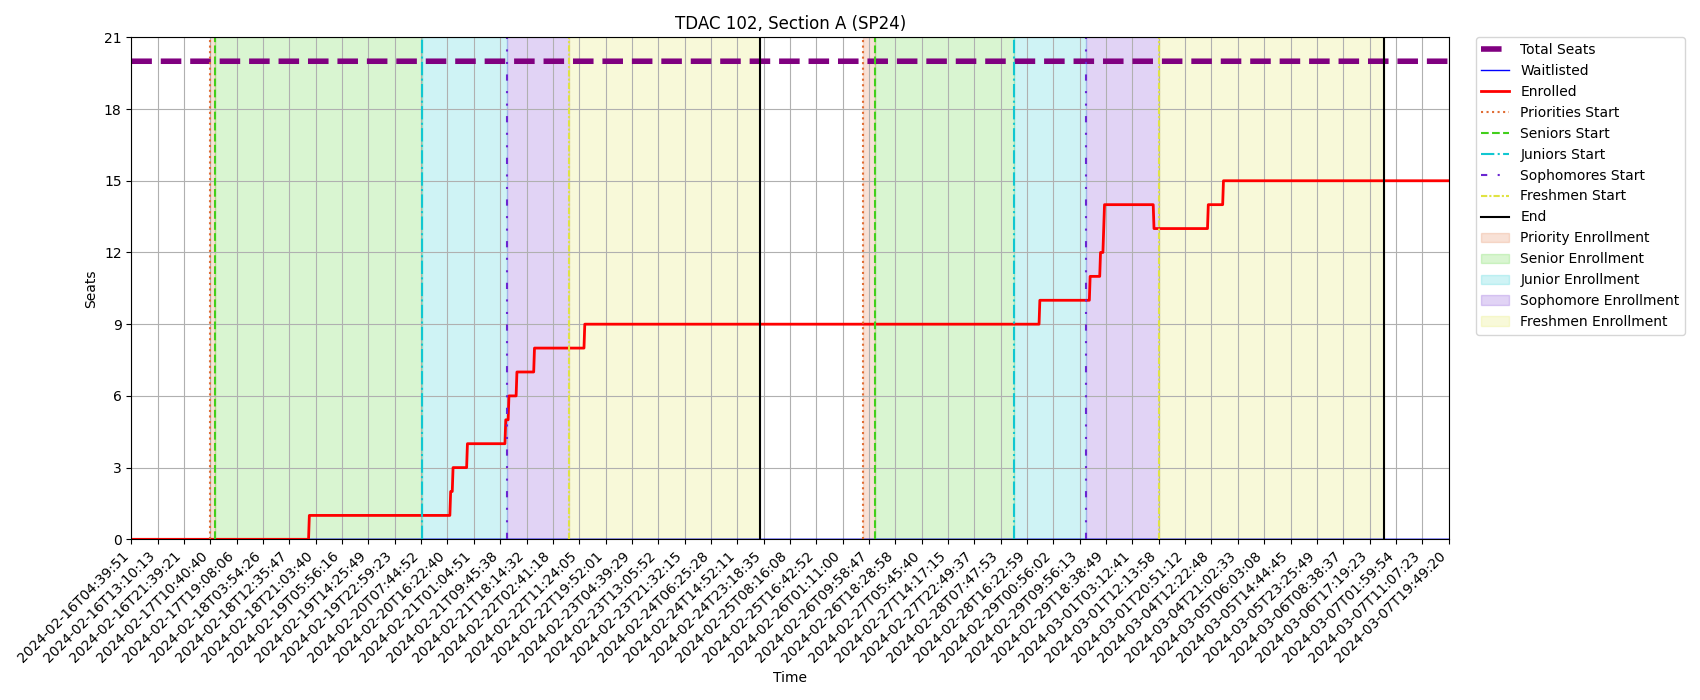 TDAC 102, Section A (SP24)
21
18
15
12
9
6
3
0
Seats
2024-02-16T04:39:51
2024-02-16T13:10:13
2024-02-16T21:39:21
2024-02-17T10:40:40
2024-02-17T19:08:06
2024-02-18T03:54:26
2024-02-18T12:35:47
2024-02-18T21:03:40
2024-02-19T05:56:16
2024-02-19T14:25:49
2024-02-19T22:59:23
2024-02-20T07:44:52
2024-02-20T16:22:40
2024-02-21T01:04:51
2024-02-21T09:45:38
2024-02-21T18:14:32
2024-02-22T02:41:18
2024-02-22T11:24:05
2024-02-22T19:52:01
2024-02-23T04:39:29
2024-02-23T13:05:52
2024-02-23T21:32:15
2024-02-24T06:25:28
2024-02-24T14:52:11
2024-02-24T23:18:35
2024-02-25T08:16:08
2024-02-25T16:42:52
2024-02-26T01:11:00
2024-02-26T09:58:47
2024-02-26T18:28:58
2024-02-27T05:45:40
2024-02-27T14:17:15
2024-02-27T22:49:37
2024-02-28T07:47:53
2024-02-28T16:22:59
2024-02-29T00:56:02
2024-02-29T09:56:13
2024-02-29T18:38:49
2024-03-01T03:12:41
2024-03-01T12:13:58
2024-03-01T20:51:12
2024-03-04T12:22:48
2024-03-04T21:02:33
2024-03-05T06:03:08
2024-03-05T14:44:45
2024-03-05T23:25:49
2024-03-06T08:38:37
2024-03-06T17:19:23
2024-03-07T01:59:54
2024-03-07T11:07:23
2024-03-07T19:49:20
Time
Total Seats
Waitlisted
Enrolled
Priorities Start
Seniors Start
Juniors Start
Sophomores Start
Freshmen Start
End
Priority Enrollment
Senior Enrollment
Junior Enrollment
Sophomore Enrollment
Freshmen Enrollment